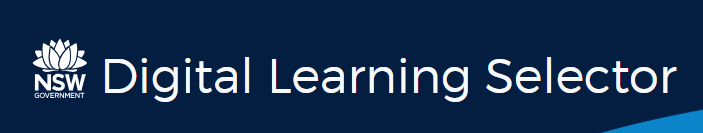 NSW
GOVERNMENT
Digital Learning Selector